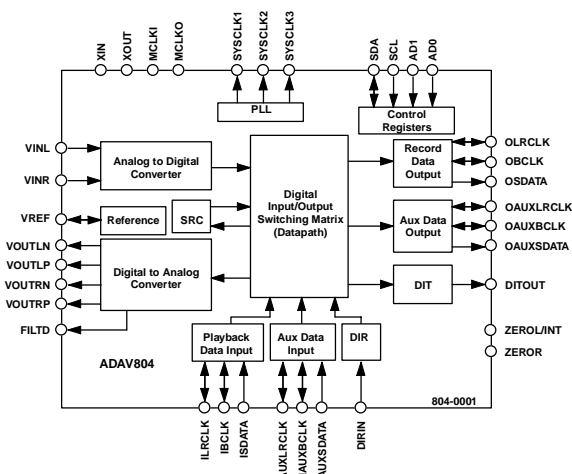 XIN
XOUT
MCLKI
MCLKO
SYSCLK1
SYSCLK2
SYSCLK3
SDA
SCL
AD1
AD0
PLL
Control
Registers
VINL
VINR
VREF
VOUTLN
VOUTLP
VOUTRN
VOUTRP
FILTD
Analog to Digital
Converter
Reference
SRC
Digital to Analog
Converter
Digital
Input/Output
Switching Matrix
(Datapath)
Record
Data
Output
Aux Data
Output
DIT
OLRCLK
OBCLK
OSDATA
OAUXLRCLK
OAUXBCLK
OAUXSDATA
DITOUT
ZEROL/INT
ZEROR
Playback
Data Input
Aux Data
Input
DIR
ADAV804
804-0001
ILRCLK
IBCLK
ISDATA
AUXLRCLK
AUXBCLK
AUXSDATA
DIRIN